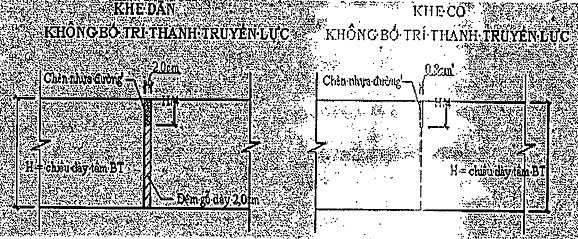 KHE DÃN
KHÔNG BỐ TRÍ THANH TRUYỀN LỰC
2.0cm
Chèn nhựa đường
H/4
H = chiều dày tấm BT
Đệm gỗ dày 2,0cm
KHE CO
KHÔNG BỐ TRÍ THANH TRUYỀN LỰC
0.8cm
Chèn nhựa đường
H/4
H = chiều dày tấm BT